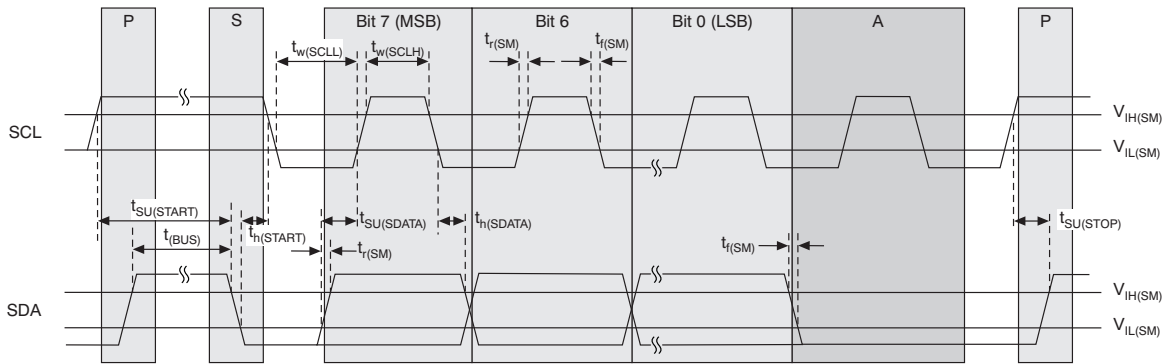 P S Bit 7 (MSB) Bit 6 Bit 0 (LSB) A P
tw(SCLL) tw(SCLH) tr(SM) tf(SM)
SCL
VIH(SM)
VIL(SM)
tSU(START) th(START) tSU(SDATA) th(SDATA) tSU(STOP)
t(BUS) tr(SM) tf(SM)
SDA
VIH(SM)
VIL(SM)